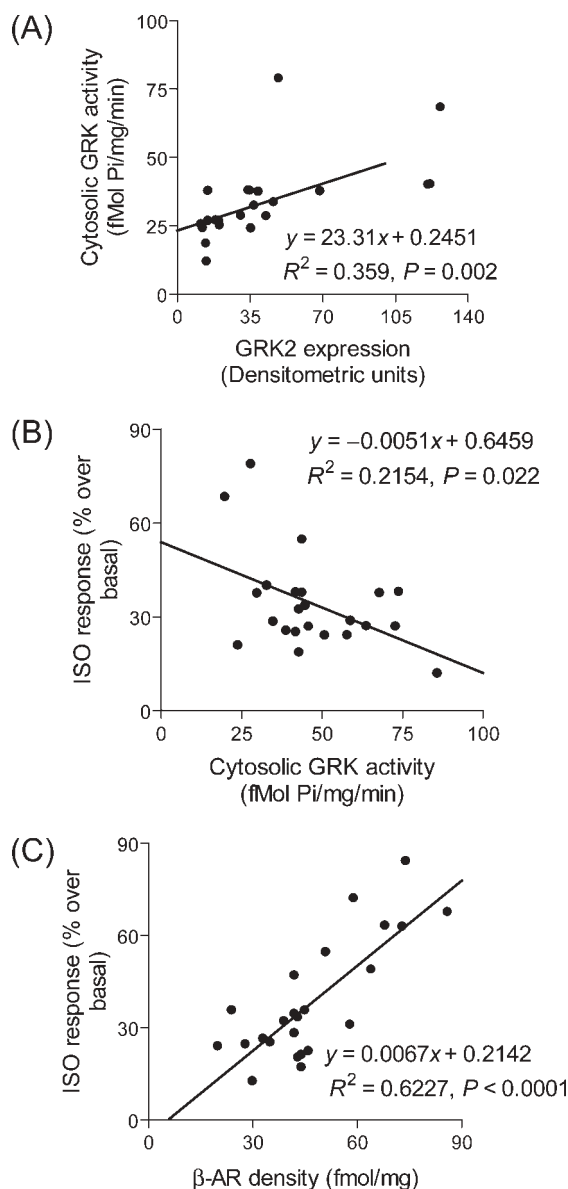 (A)
100
75
50
25
0
Cytosolic GRK activity
(fMol Pi/mg/min)
y = 23.31x + 0.2451
R² = 0.359, P = 0.002
0 35 70 105 140
GRK2 expression
(Densitometric units)
(B)
90
60
30
0
ISO response (% over
basal)
y = −0.0051x + 0.6459
R² = 0.2154, P = 0.022
0 25 50 75 100
Cytosolic GRK activity
(fMol Pi/mg/min)
(C)
90
60
30
0
ISO response (% over
basal)
y = 0.0067x + 0.2142
R² = 0.6227, P < 0.0001
0 30 60 90
β-AR density (fmol/mg)